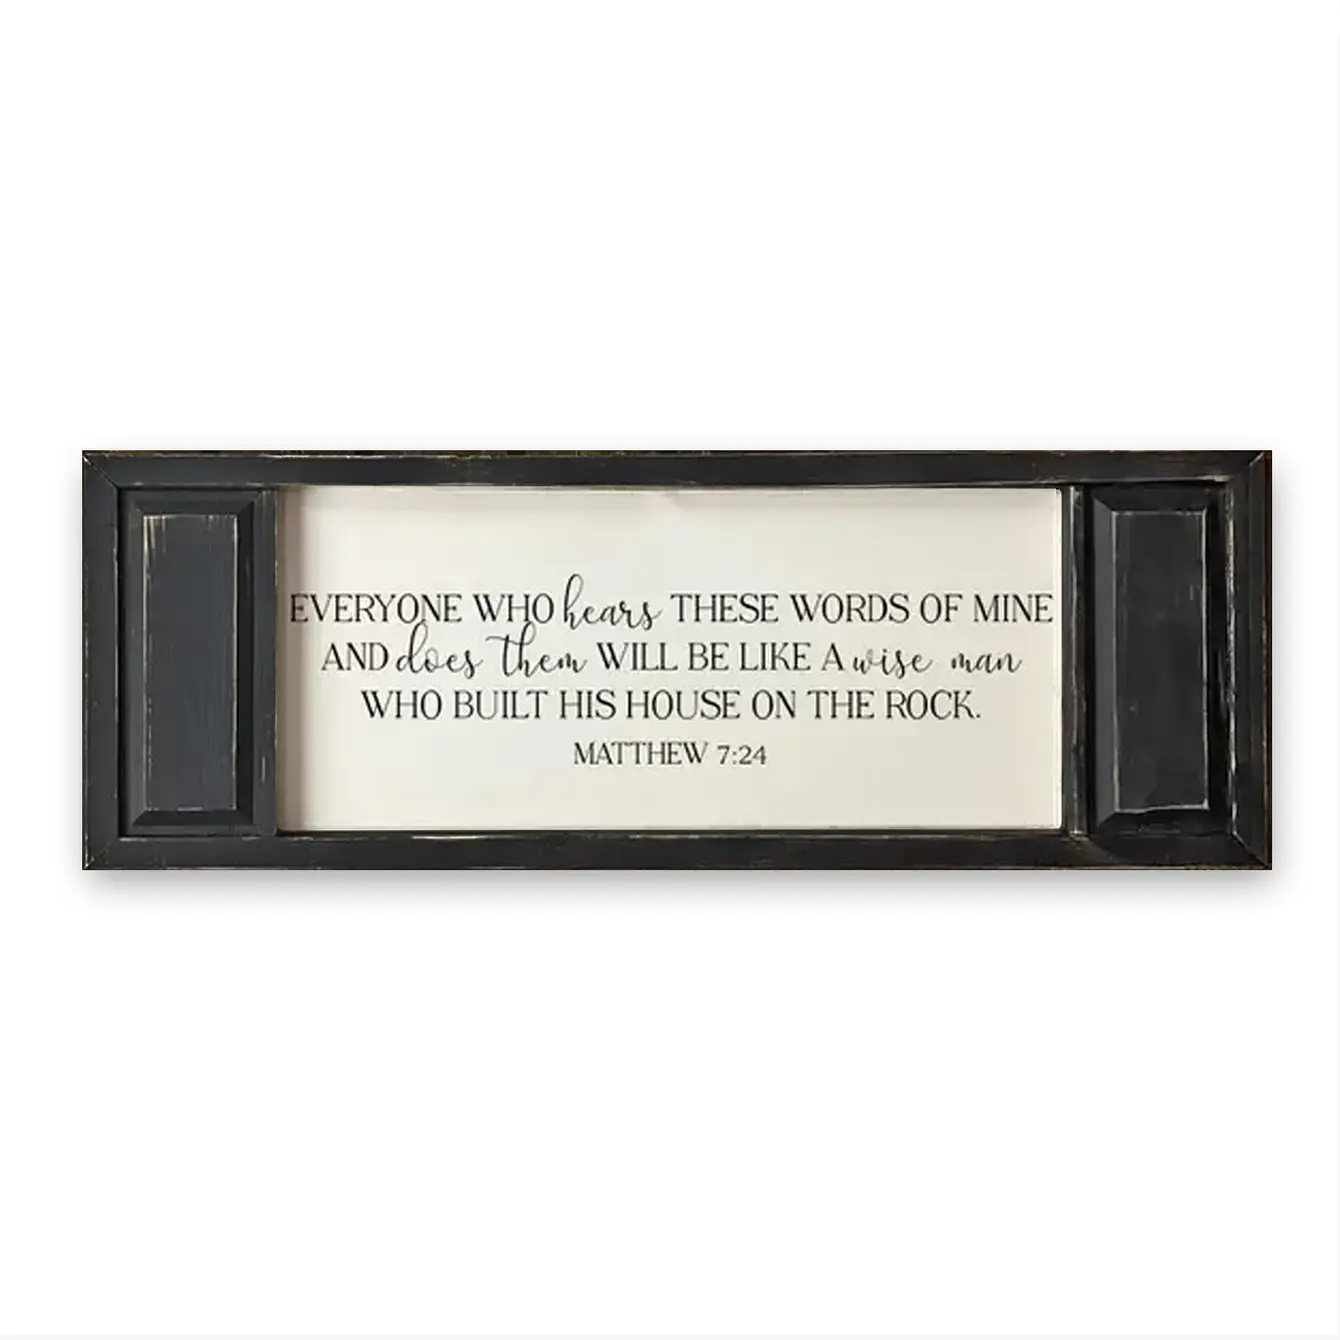 EVERYONE WHO hears THESE WORDS OF MINE
AND does them WILL BE LIKE A wise man
WHO BUILT HIS HOUSE ON THE ROCK.
MATTHEW 7:24